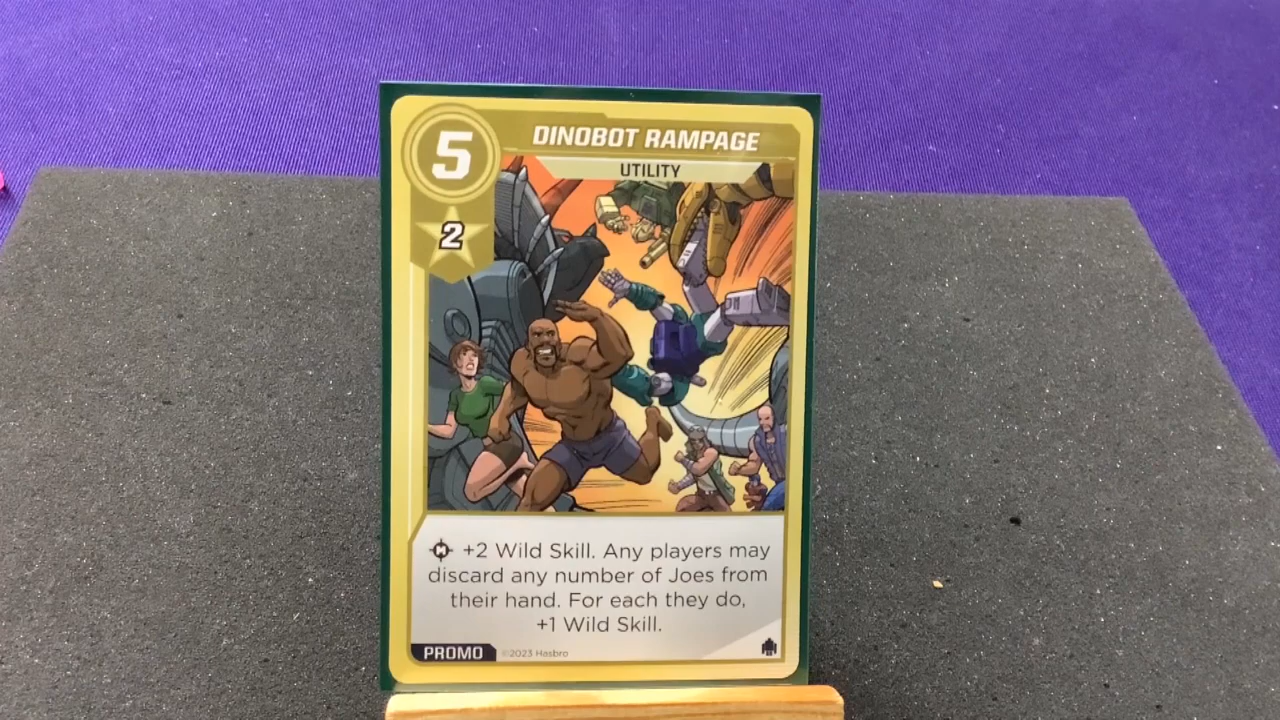 5
DINOBOT RAMPAGE
UTILITY
2
+2 Wild Skill. Any players may
discard any number of Joes from
their hand. For each they do,
+1 Wild Skill.
PROMO ©2023 Hasbro